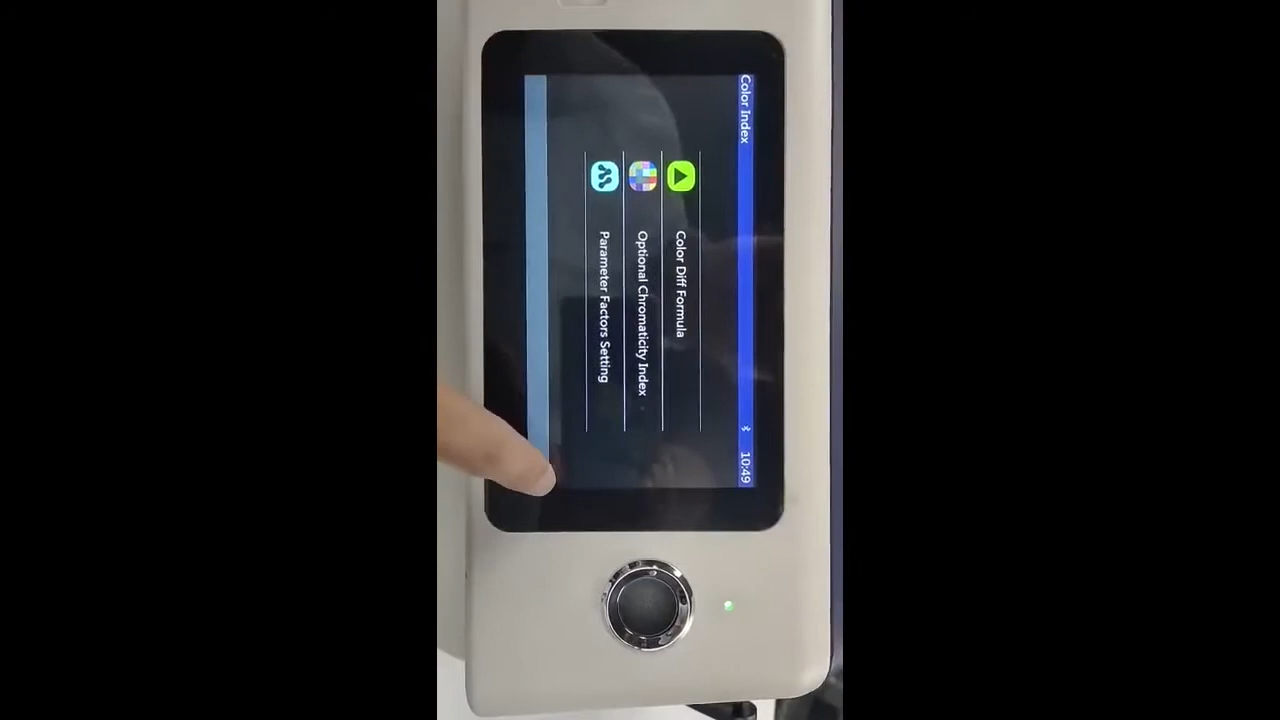 Color Index
10:49
Color Diff Formula
Optional Chromaticity Index
Parameter Factors Setting